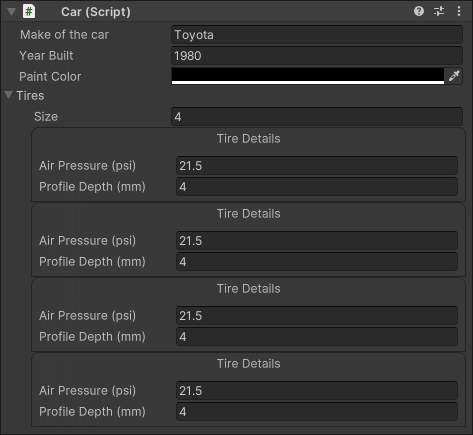 Car (Script)
Make of the car Toyota
Year Built 1980
Paint Color
Tires
Size 4
Tire Details
Air Pressure (psi) 21.5
Profile Depth (mm) 4
Tire Details
Air Pressure (psi) 21.5
Profile Depth (mm) 4
Tire Details
Air Pressure (psi) 21.5
Profile Depth (mm) 4
Tire Details
Air Pressure (psi) 21.5
Profile Depth (mm) 4